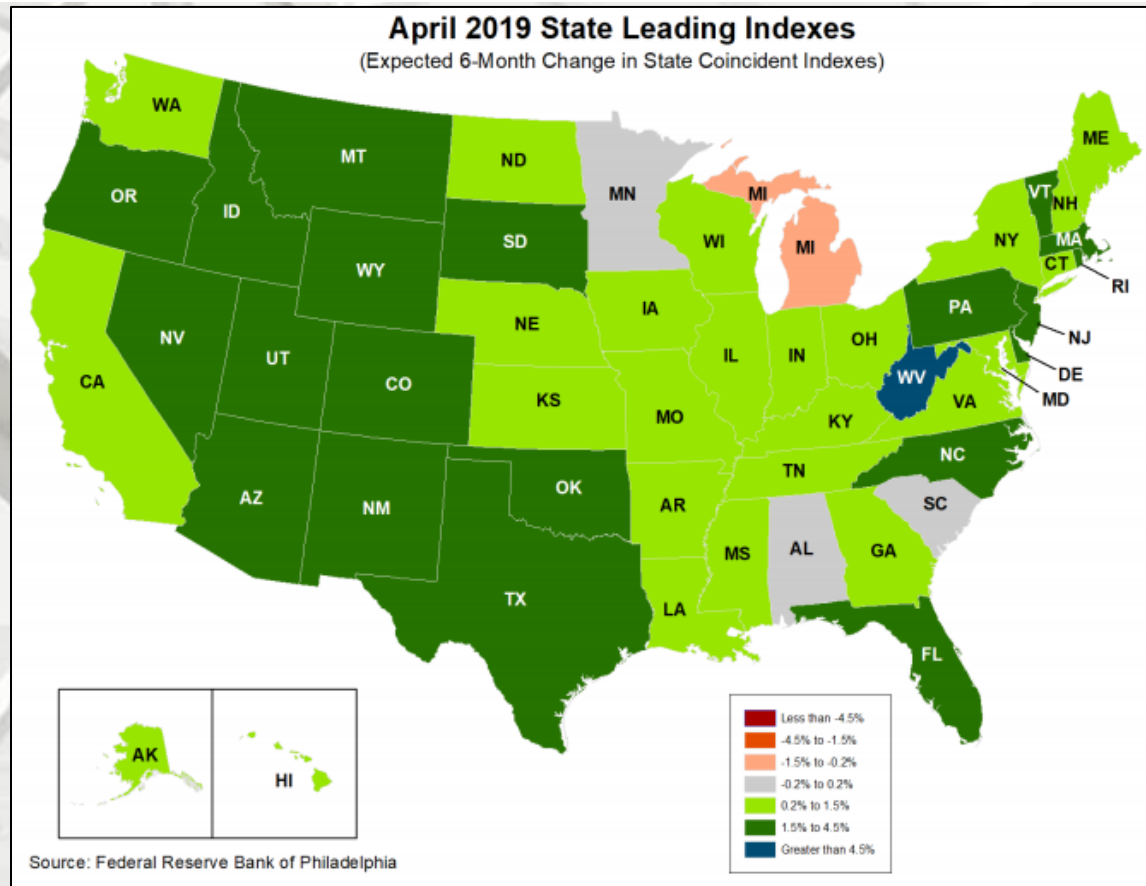 April 2019 State Leading Indexes
(Expected 6-Month Change in State Coincident Indexes)
WA
ME
MT
ND
VT
OR
MN
MI
NH
ID
SD
WI
NY
MA
MI
CT
WY
RI
IA
PA
NE
NV
OH
NJ
UT
IL
IN
CO
WV
DE
CA
KS
VA
MD
MO
KY
NC
TN
OK
AZ
NM
AR
SC
MS
AL
GA
TX
LA
FL
AK
HI
Less than -4.5%
-4.5% to -1.5%
-1.5% to -0.2%
-0.2% to 0.2%
0.2% to 1.5%
1.5% to 4.5%
Greater than 4.5%
Source: Federal Reserve Bank of Philadelphia